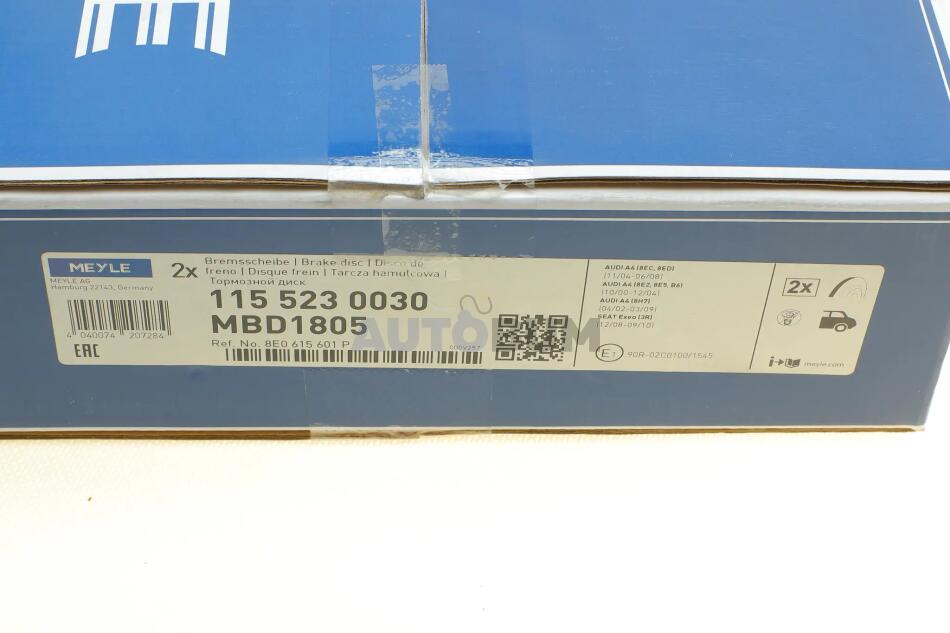 MEYLE
MEYLE AG
Hamburg 22143, Germany
4 040074 207284
EAC
2x
Bremsscheibe | Brake disc | Disco de
freno | Disque frein | Tarcza hamulcowa |
Тормозной диск
115 523 0030
MBD1805
Ref. No. 8E0 615 601 P
000V257
AUDI A4 (8EC, 8ED)
(11/04-06/08)
AUDI A4 (8E2, 8E5, B6)
(10/00-12/04)
AUDI A4 (8H7)
(04/02-03/09)
SEAT Exeo (3R)
(12/08-09/10)
E1 90R-02C0100/1545
2x
meyle.com